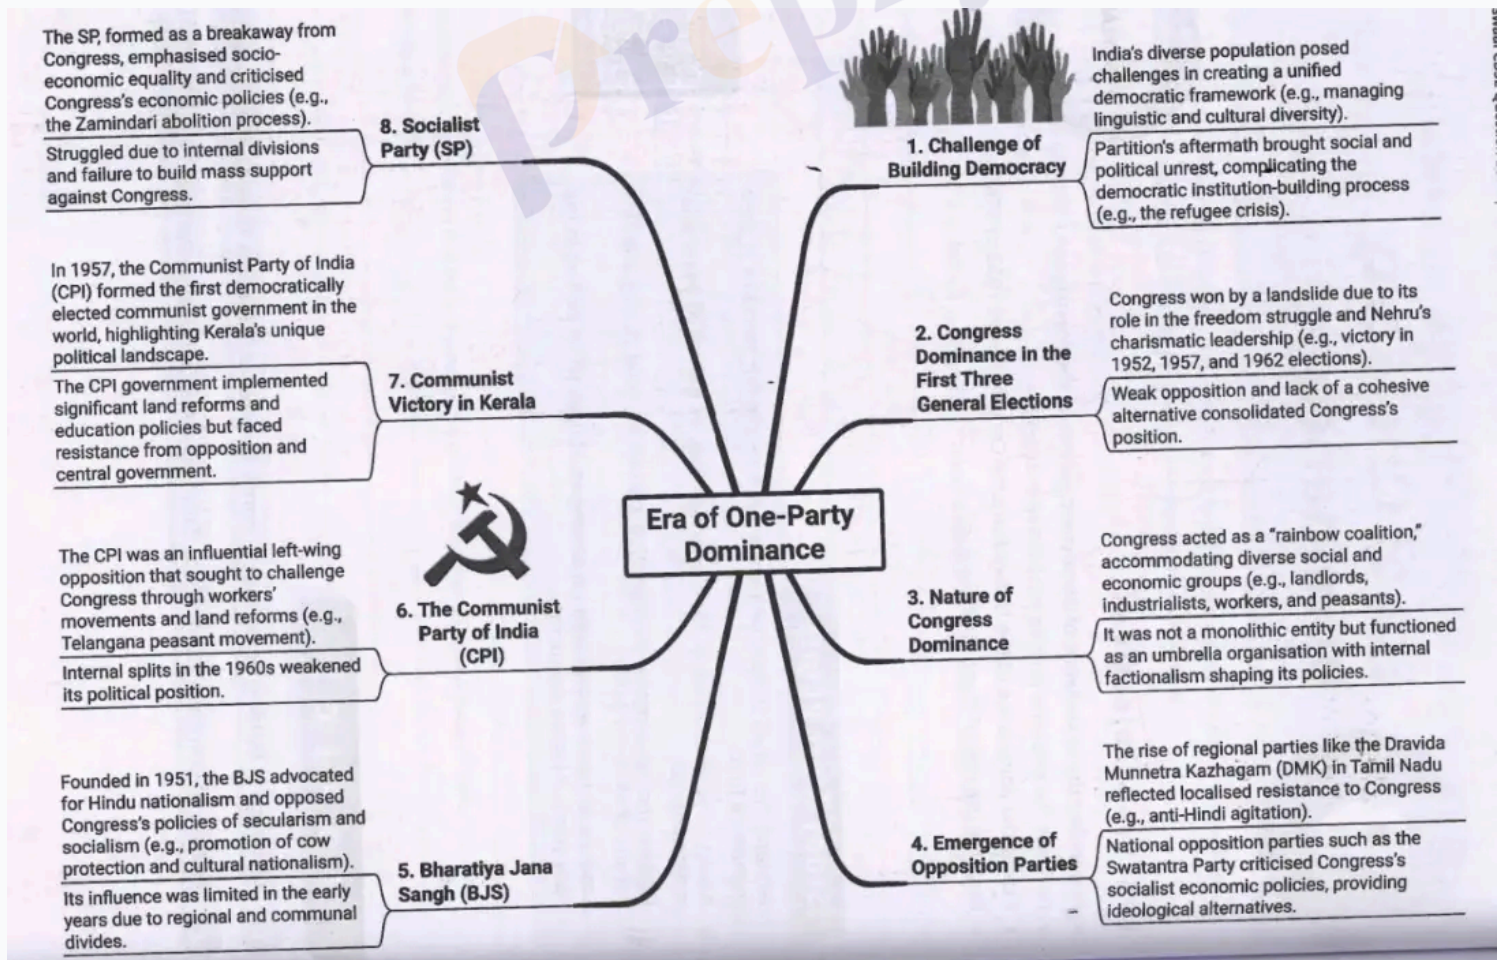 Prep
1. Challenge of
Building Democracy
India's diverse population posed
challenges in creating a unified
democratic framework (e.g., managing
linguistic and cultural diversity).
Partition's aftermath brought social and
political unrest, complicating the
democratic institution-building process
(e.g., the refugee crisis).
2. Congress
Dominance in the
First Three
General Elections
Congress won by a landslide due to its
role in the freedom struggle and Nehru's
charismatic leadership (e.g., victory in
1952, 1957, and 1962 elections).
Weak opposition and lack of a cohesive
alternative consolidated Congress's
position.
Era of One-Party
Dominance
3. Nature of
Congress
Dominance
Congress acted as a "rainbow coalition,"
accommodating diverse social and
economic groups (e.g., landlords,
industrialists, workers, and peasants).
It was not a monolithic entity but functioned
as an umbrella organisation with internal
factionalism shaping its policies.
4. Emergence of
Opposition Parties
The rise of regional parties like the Dravida
Munnetra Kazhagam (DMK) in Tamil Nadu
reflected localised resistance to Congress
(e.g., anti-Hindi agitation).
National opposition parties such as the
Swatantra Party criticised Congress's
socialist economic policies, providing
ideological alternatives.
5. Bharatiya Jana
Sangh (BJS)
Founded in 1951, the BJS advocated
for Hindu nationalism and opposed
Congress's policies of secularism and
socialism (e.g., promotion of cow
protection and cultural nationalism).
Its influence was limited in the early
years due to regional and communal
divides.
6. The Communist
Party of India
(CPI)
The CPI was an influential left-wing
opposition that sought to challenge
Congress through workers'
movements and land reforms (e.g.,
Telangana peasant movement).
Internal splits in the 1960s weakened
its political position.
7. Communist
Victory in Kerala
In 1957, the Communist Party of India
(CPI) formed the first democratically
elected communist government in the
world, highlighting Kerala's unique
political landscape.
The CPI government implemented
significant land reforms and
education policies but faced
resistance from opposition and
central government.
8. Socialist
Party (SP)
The SP, formed as a breakaway from
Congress, emphasised socio-
economic equality and criticised
Congress's economic policies (e.g.,
the Zamindari abolition process).
Struggled due to internal divisions
and failure to build mass support
against Congress.